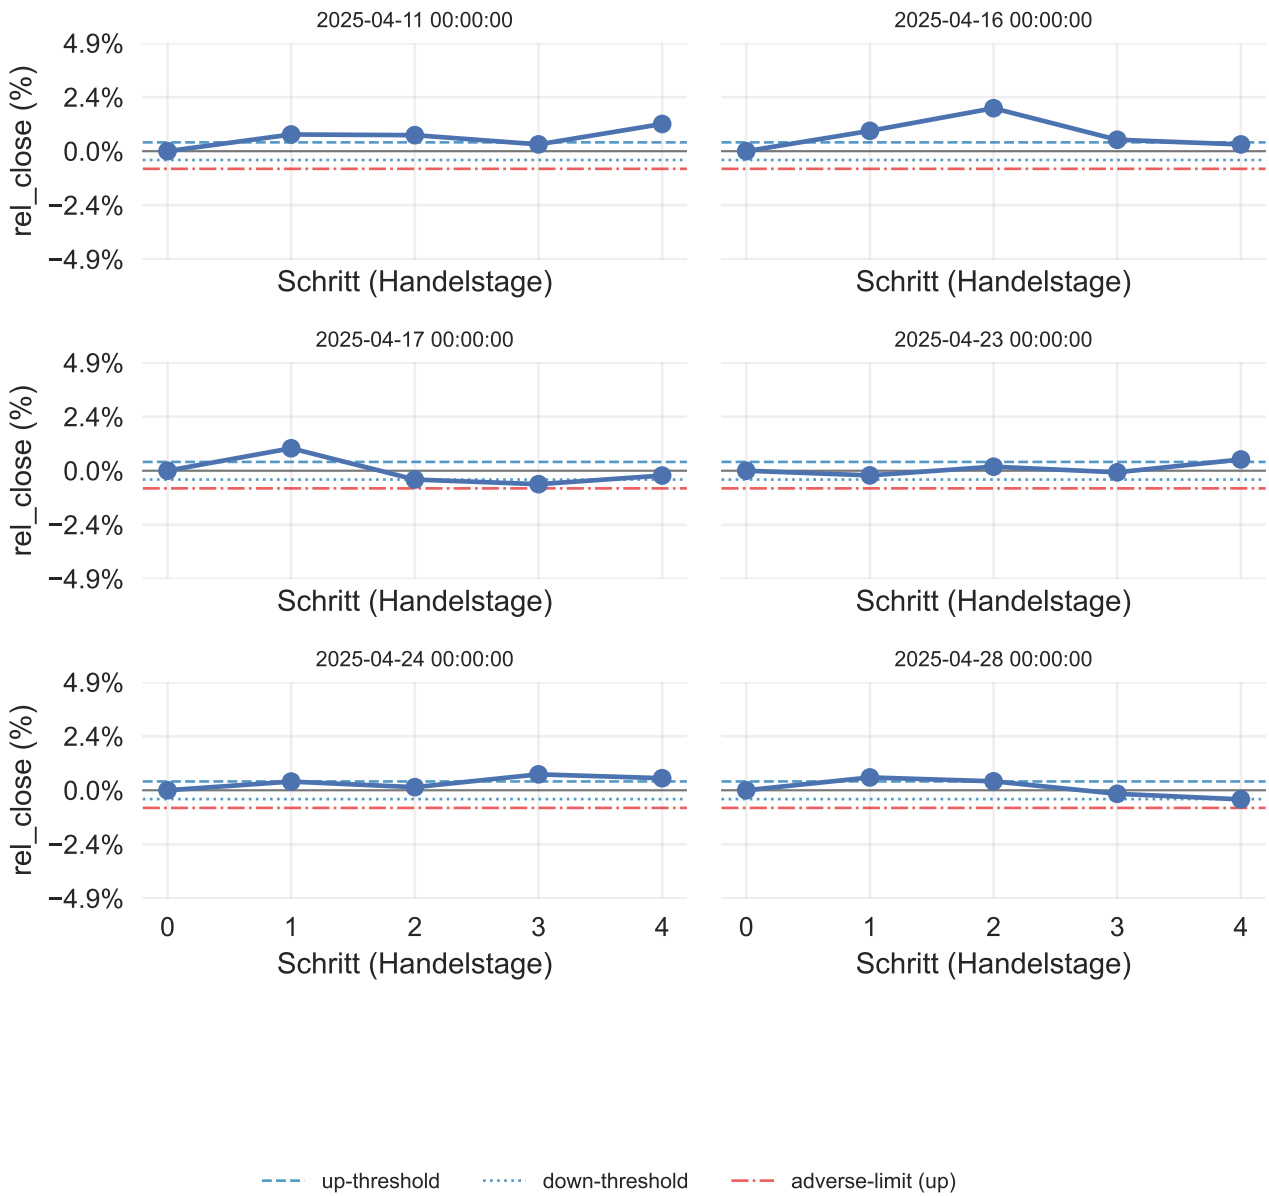 2025-04-11 00:00:00
2025-04-16 00:00:00
4.9%
2.4%
0.0%
−2.4%
−4.9%
rel_close (%)
Schritt (Handelstage)
Schritt (Handelstage)
2025-04-17 00:00:00
2025-04-23 00:00:00
4.9%
2.4%
0.0%
−2.4%
−4.9%
rel_close (%)
Schritt (Handelstage)
Schritt (Handelstage)
2025-04-24 00:00:00
2025-04-28 00:00:00
4.9%
2.4%
0.0%
−2.4%
−4.9%
rel_close (%)
0 1 2 3 4
0 1 2 3 4
Schritt (Handelstage)
Schritt (Handelstage)
up-threshold down-threshold adverse-limit (up)